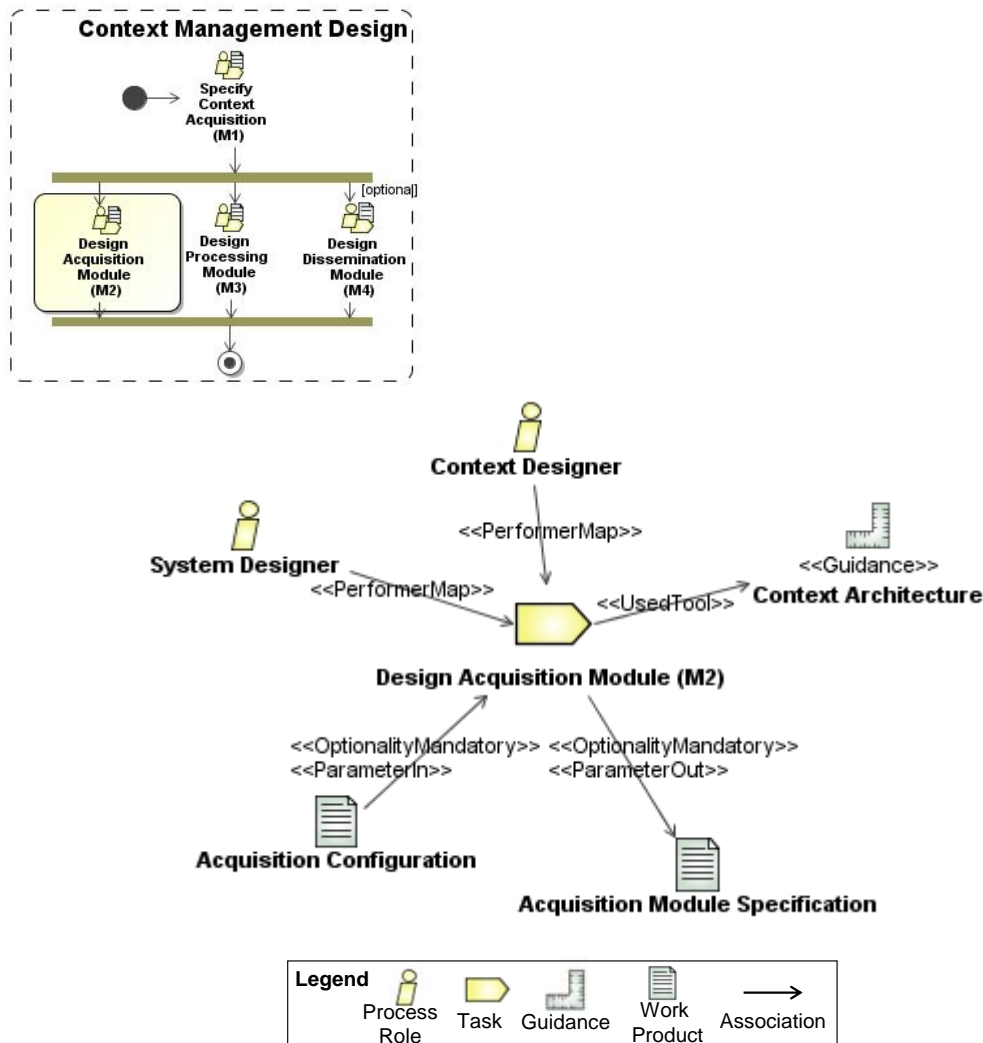 Context Management Design
Specify
Context
Acquisition
(M1)
[optional]
Design
Acquisition
Module
(M2)
Design
Processing
Module
(M3)
Design
Dissemination
Module
(M4)
Context Designer
<<PerformerMap>>
System Designer
<<PerformerMap>>
<<Guidance>>
Context Architecture
<<UsedTool>>
Design Acquisition Module (M2)
<<OptionalityMandatory>>
<<ParameterIn>>
<<OptionalityMandatory>>
<<ParameterOut>>
Acquisition Configuration
Acquisition Module Specification
Legend
Process
Role
Task
Guidance
Work
Product
Association